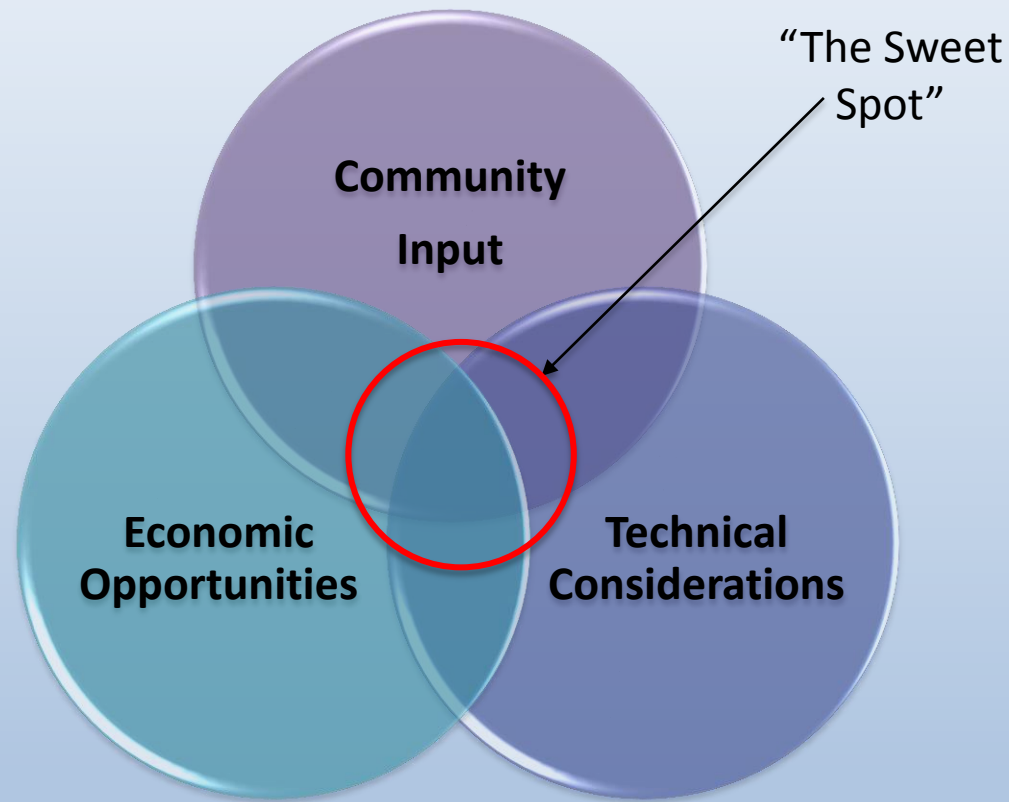 “The Sweet
Spot”
Community
Input
Economic
Opportunities
Technical
Considerations